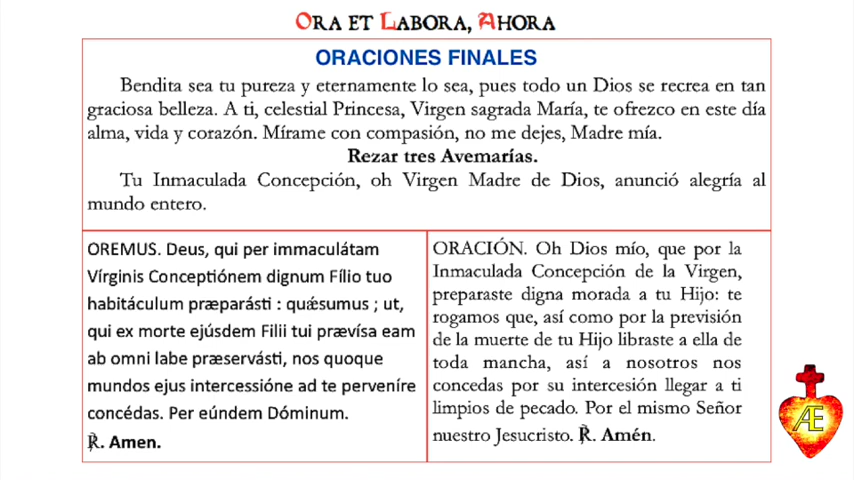 ORA ET LABORA, AHORA
ORACIONES FINALES
Bendita sea tu pureza y eternamente lo sea, pues todo un Dios se recrea en tan
graciosa belleza. A ti, celestial Princesa, Virgen sagrada María, te ofrezco en este día
alma, vida y corazón. Mírame con compasión, no me dejes, Madre mía.
Rezar tres Avemarías.
Tu Inmaculada Concepción, oh Virgen Madre de Dios, anunció alegría al
mundo entero.
OREMUS. Deus, qui per immaculátam
Vírginis Conceptiónem dignum Fílio tuo
habitáculum præparásti : quǽsumus ; ut,
qui ex morte ejúsdem Filii tui prævísa eam
ab omni labe præservásti, nos quoque
mundos ejus intercessióne ad te perveníre
concédas. Per eúndem Dóminum.
℟. Amen.
ORACIÓN. Oh Dios mío, que por la
Inmaculada Concepción de la Virgen,
preparaste digna morada a tu Hijo: te
rogamos que, así como por la previsión
de la muerte de tu Hijo libraste a ella de
toda mancha, así a nosotros nos
concedas por su intercesión llegar a ti
limpios de pecado. Por el mismo Señor
nuestro Jesucristo. ℟. Amén.
Æ